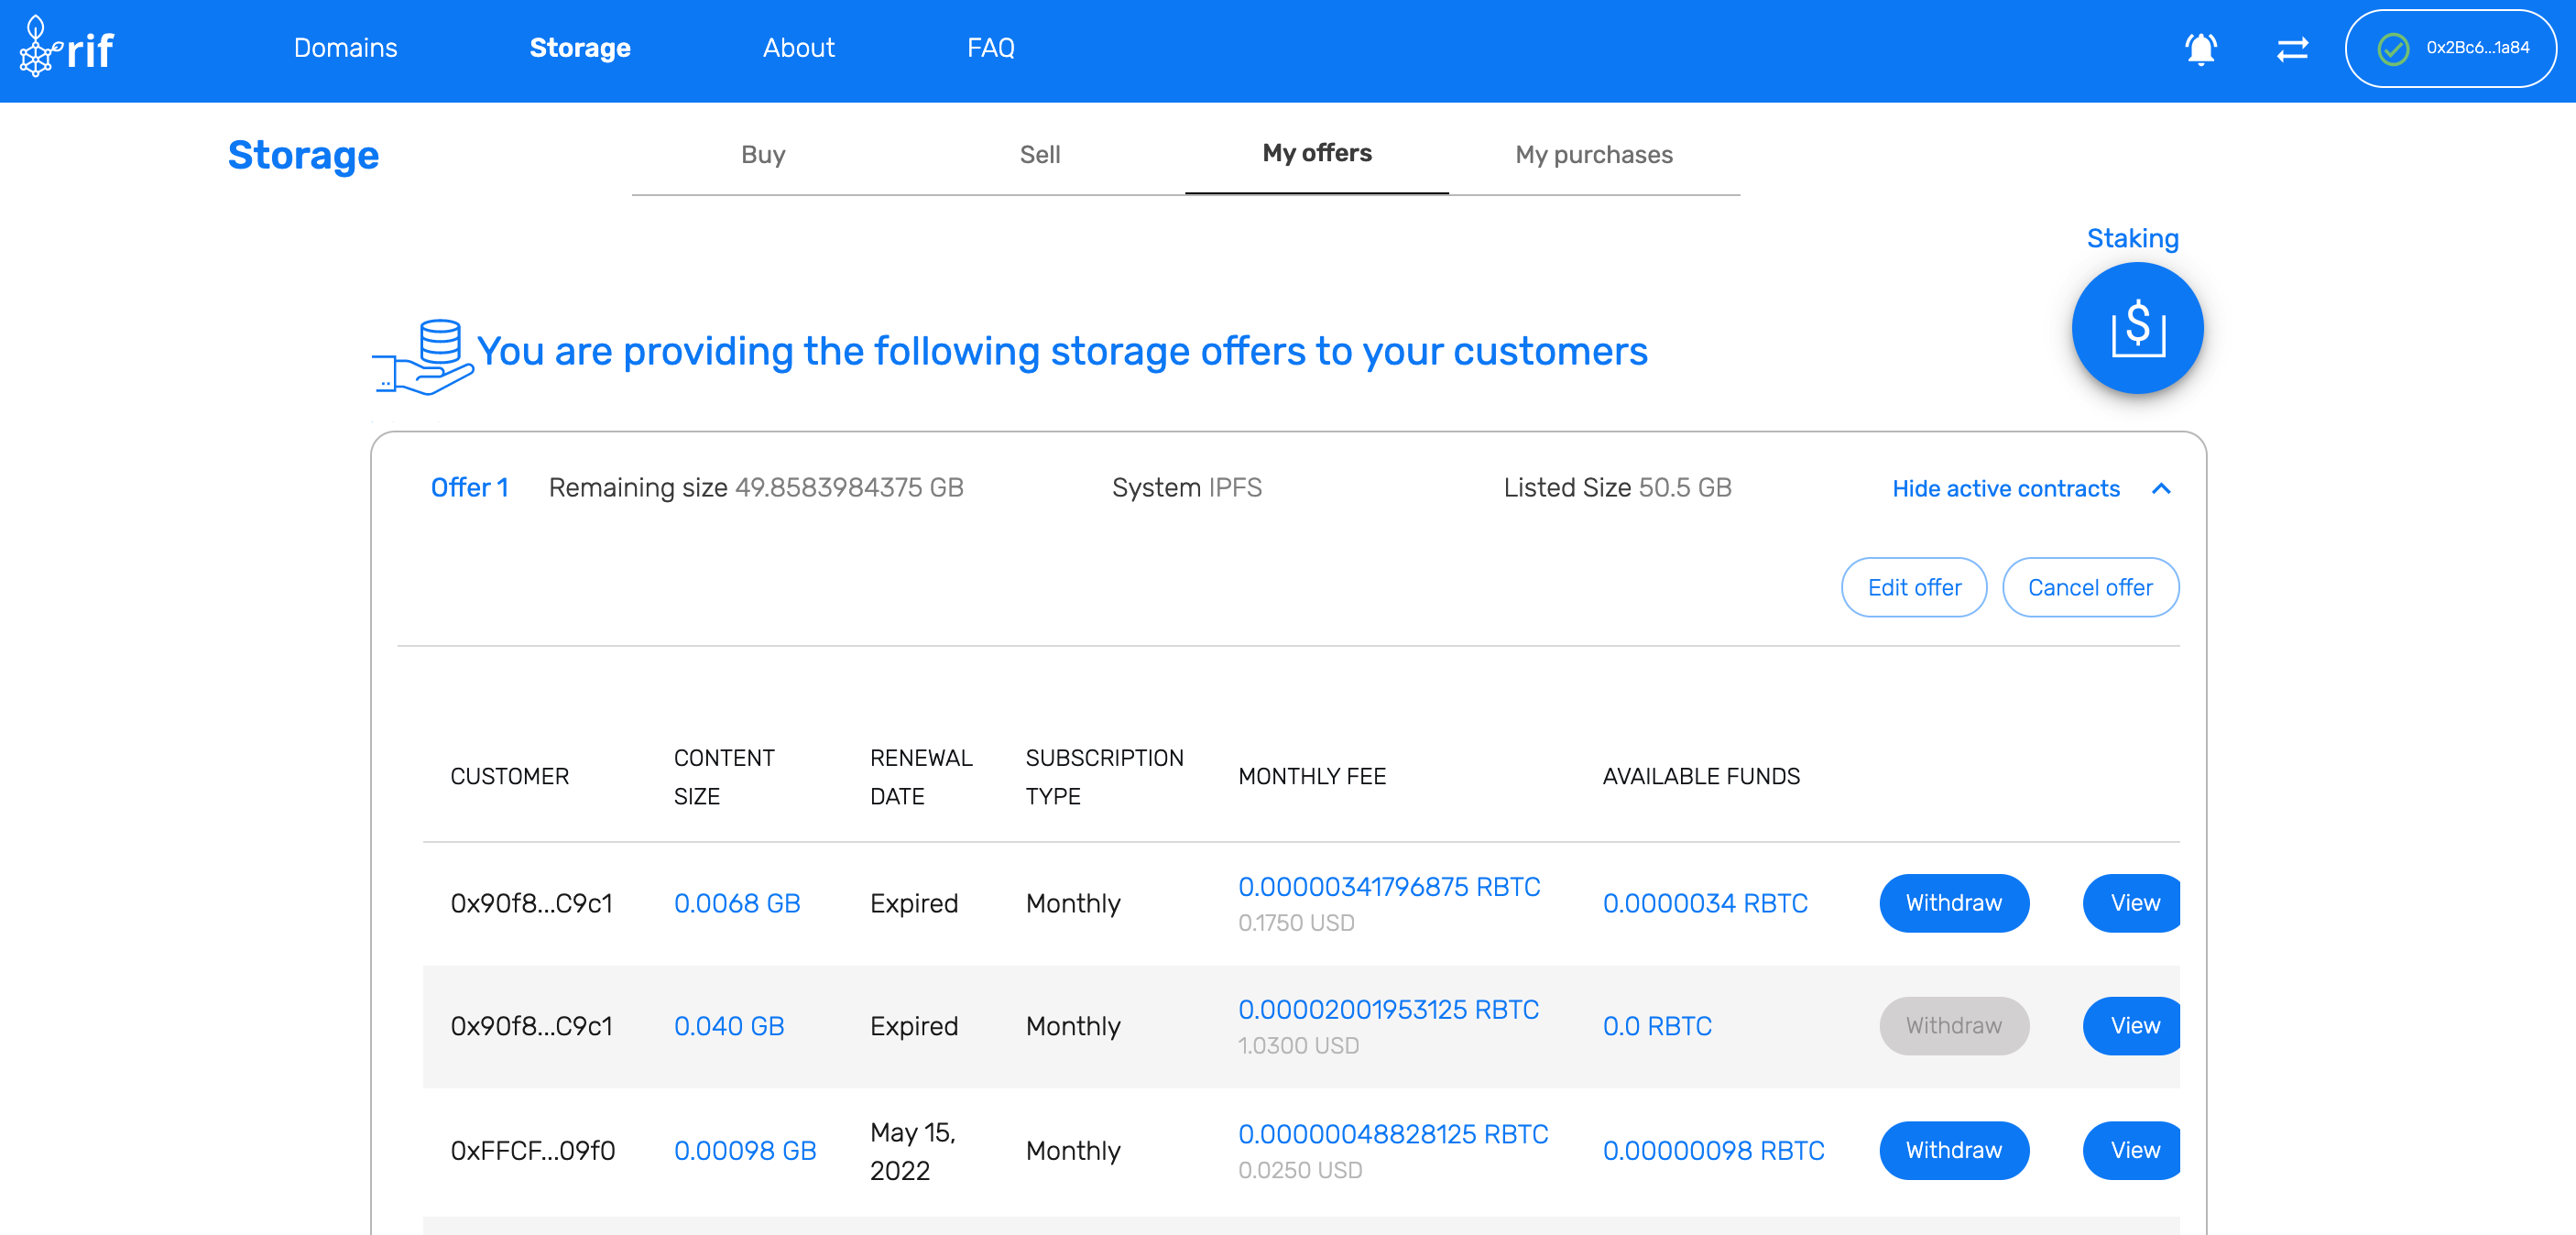 rif
Domains
Storage
About
FAQ
0x2Bc6...1a84
Storage
Buy
Sell
My offers
My purchases
Staking
$
You are providing the following storage offers to your customers
Offer 1
Remaining size 49.8583984375 GB
System IPFS
Listed Size 50.5 GB
Hide active contracts
Edit offer
Cancel offer
CUSTOMER
CONTENT
SIZE
RENEWAL
DATE
SUBSCRIPTION
TYPE
MONTHLY FEE
AVAILABLE FUNDS
0x90f8...C9c1
0.0068 GB
Expired
Monthly
0.00000341796875 RBTC
0.1750 USD
0.0000034 RBTC
Withdraw
View
0x90f8...C9c1
0.040 GB
Expired
Monthly
0.00002001953125 RBTC
1.0300 USD
0.0 RBTC
Withdraw
View
0xFFCF...09f0
0.00098 GB
May 15,
2022
Monthly
0.00000048828125 RBTC
0.0250 USD
0.00000098 RBTC
Withdraw
View